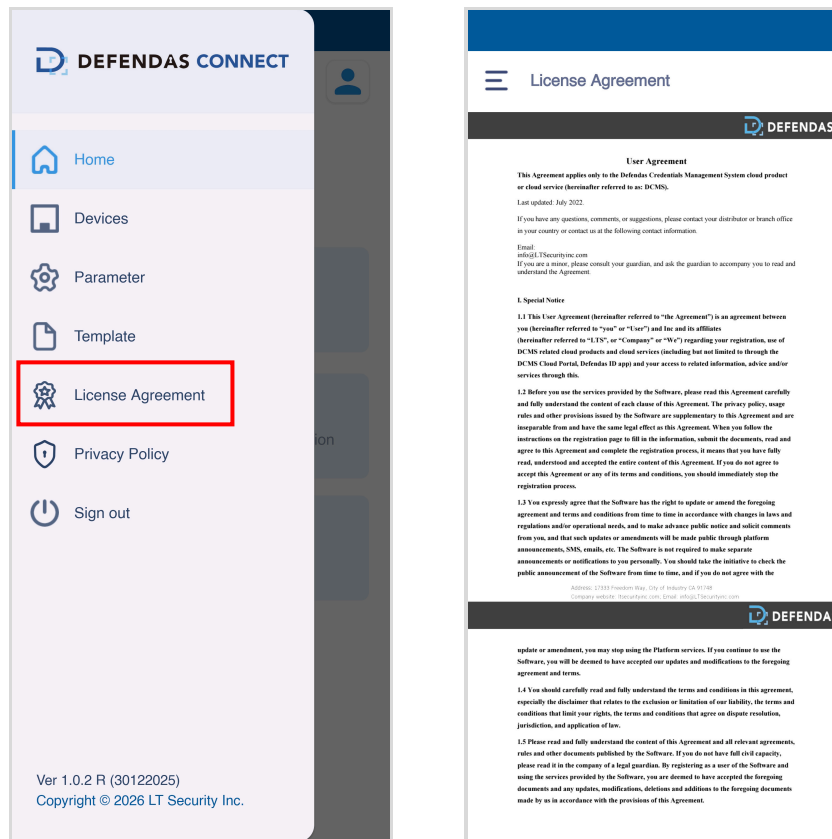 DEFENDAS CONNECT
Home
Devices
Parameter
Template
License Agreement
Privacy Policy
Sign out
ion
Ver 1.0.2 R (30122025)
Copyright © 2026 LT Security Inc.
License Agreement
DEFENDAS
User Agreement
This Agreement applies only to the Defendas Credentials Management System cloud product
or cloud service (hereinafter referred to as: DCMS).
Last updated: July 2022.
If you have any questions, comments, or suggestions, please contact your distributor or branch office
in your country or contact us at the following contact information.
Email:
info@LTSecurityinc.com
If you are a minor, please consult your guardian, and ask the guardian to accompany you to read and
understand the Agreement.
I. Special Notice
1.1 This User Agreement (hereinafter referred to “the Agreement”) is an agreement between
you (hereinafter referred to “you” or “User”) and Inc and its affiliates
(hereinafter referred to “LTS”, or “Company” or “We”) regarding your registration, use of
DCMS related cloud products and cloud services (including but not limited to through the
DCMS Cloud Portal, Defendas ID app) and your access to related information, advice and/or
services through this.
1.2 Before you use the services provided by the Software, please read this Agreement carefully
and fully understand the content of each clause of this Agreement. The privacy policy, usage
rules and other provisions issued by the Software are supplementary to this Agreement and are
inseparable from and have the same legal effect as this Agreement. When you follow the
instructions on the registration page to fill in the information, submit the documents, read and
agree to this Agreement and complete the registration process, it means that you have fully
read, understood and accepted the entire content of this Agreement. If you do not agree to
accept this Agreement or any of its terms and conditions, you should immediately stop the
registration process.
1.3 You expressly agree that the Software has the right to update or amend the foregoing
agreement and terms and conditions from time to time in accordance with changes in laws and
regulations and/or operational needs, and to make advance public notice and solicit comments
from you, and that such updates or amendments will be made public through platform
announcements, SMS, emails, etc. The Software is not required to make separate
announcements or notifications to you personally. You should take the initiative to check the
public announcement of the Software from time to time, and if you do not agree with the
Address: 17333 Freedom Way, City of Industry CA 91748
Company website: ltsecurityinc.com, Email: info@LTSecurityinc.com
DEFENDA
update or amendment, you may stop using the Platform services. If you continue to use the
Software, you will be deemed to have accepted our updates and modifications to the foregoing
agreement and terms.
1.4 You should carefully read and fully understand the terms and conditions in this agreement,
especially the disclaimer that relates to the exclusion or limitation of our liability, the terms and
conditions that limit your rights, the terms and conditions that agree on dispute resolution,
jurisdiction, and application of law.
1.5 Please read and fully understand the content of this Agreement and all relevant agreements,
rules and other documents published by the Software. If you do not have full civil capacity,
please read it in the company of a legal guardian. By registering as a user of the Software and
using the services provided by the Software, you are deemed to have accepted the foregoing
documents and any updates, modifications, deletions and additions to the foregoing documents
made by us in accordance with the provisions of this Agreement.